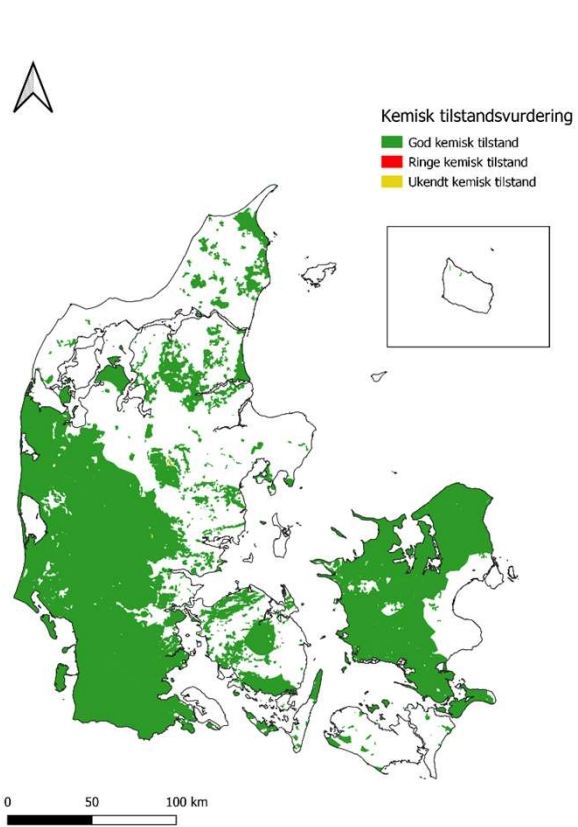 Kemisk tilstandsvurdering
God kemisk tilstand
Ringe kemisk tilstand
Ukendt kemisk tilstand
0 50 100 km